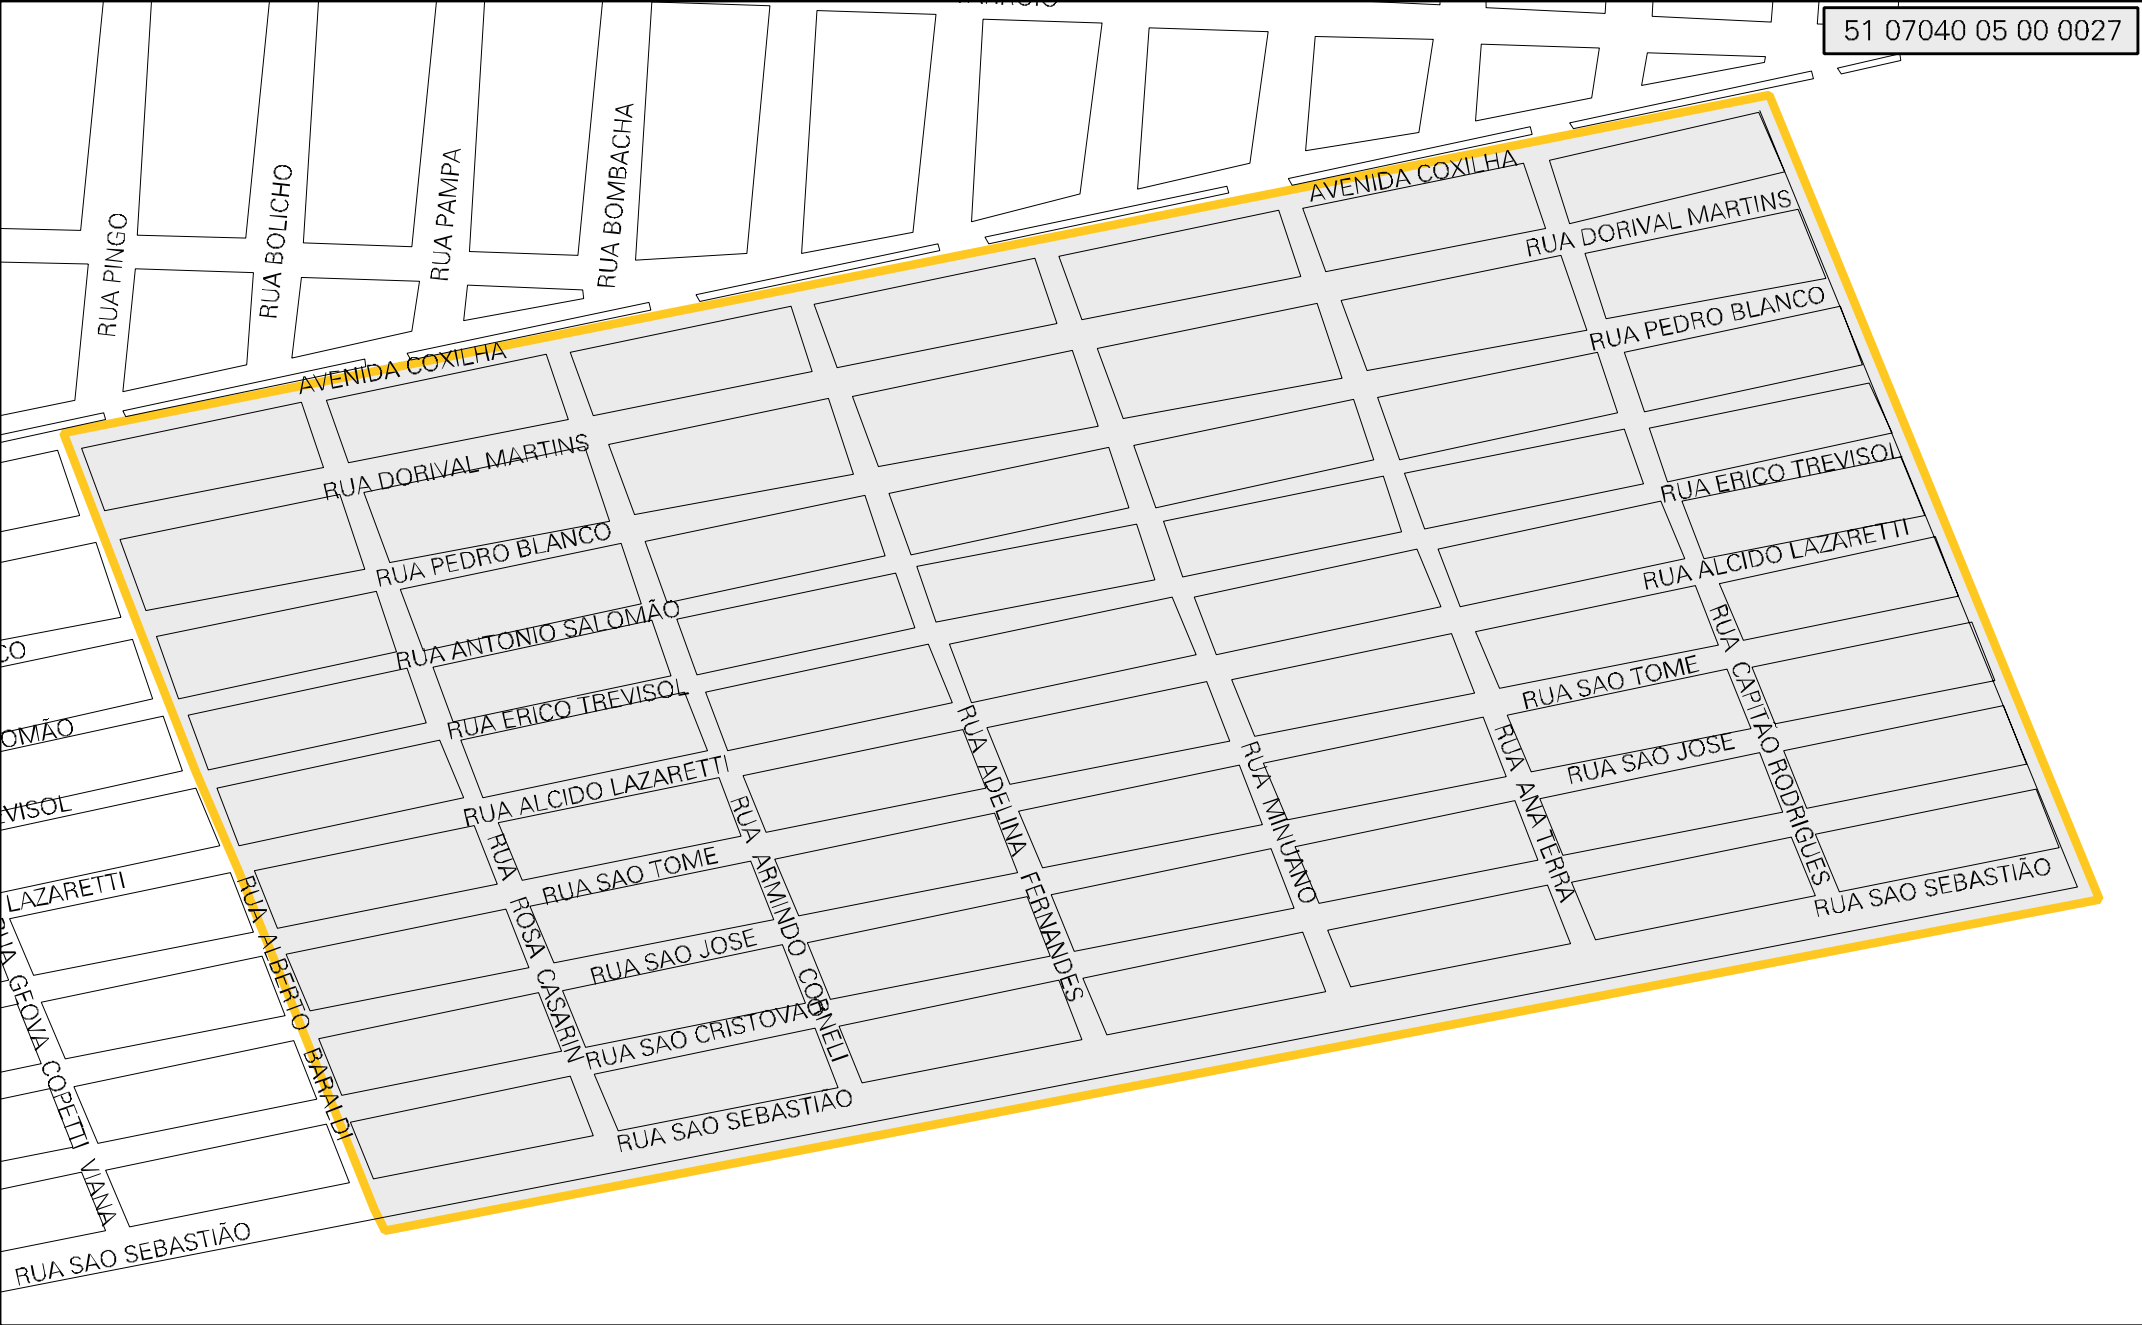 51 07040 05 00 0027
RUA PINGO
RUA BOLICHO
RUA PAMPA
RUA BOMBACHA
AVENIDA COXILHA
AVENIDA COXILHA
RUA DORIVAL MARTINS
RUA PEDRO BLANCO
RUA DORIVAL MARTINS
RUA PEDRO BLANCO
RUA ERICO TREVISOL
RUA ALCIDO LAZARETTI
RUA ANTONIO SALOMÃO
RUA ERICO TREVISOL
RUA ALCIDO LAZARETTI
RUA SAO TOME
RUA SAO JOSE
RUA CAPITAO RODRIGUES
RUA ANA TERRA
RUA MINUANO
RUA ADELINA FERNANDES
RUA ARMINDO CORNELI
RUA ROSA CASARIN
RUA ALBERTO BARALDI
RUA GEOVA COPETTI VIANA
CO
OMÃO
EVISOL
LAZARETTI
RUA SAO TOME
RUA SAO JOSE
RUA SAO CRISTOVAO
RUA SAO SEBASTIÃO
RUA SAO SEBASTIÃO
RUA SAO SEBASTIÃO